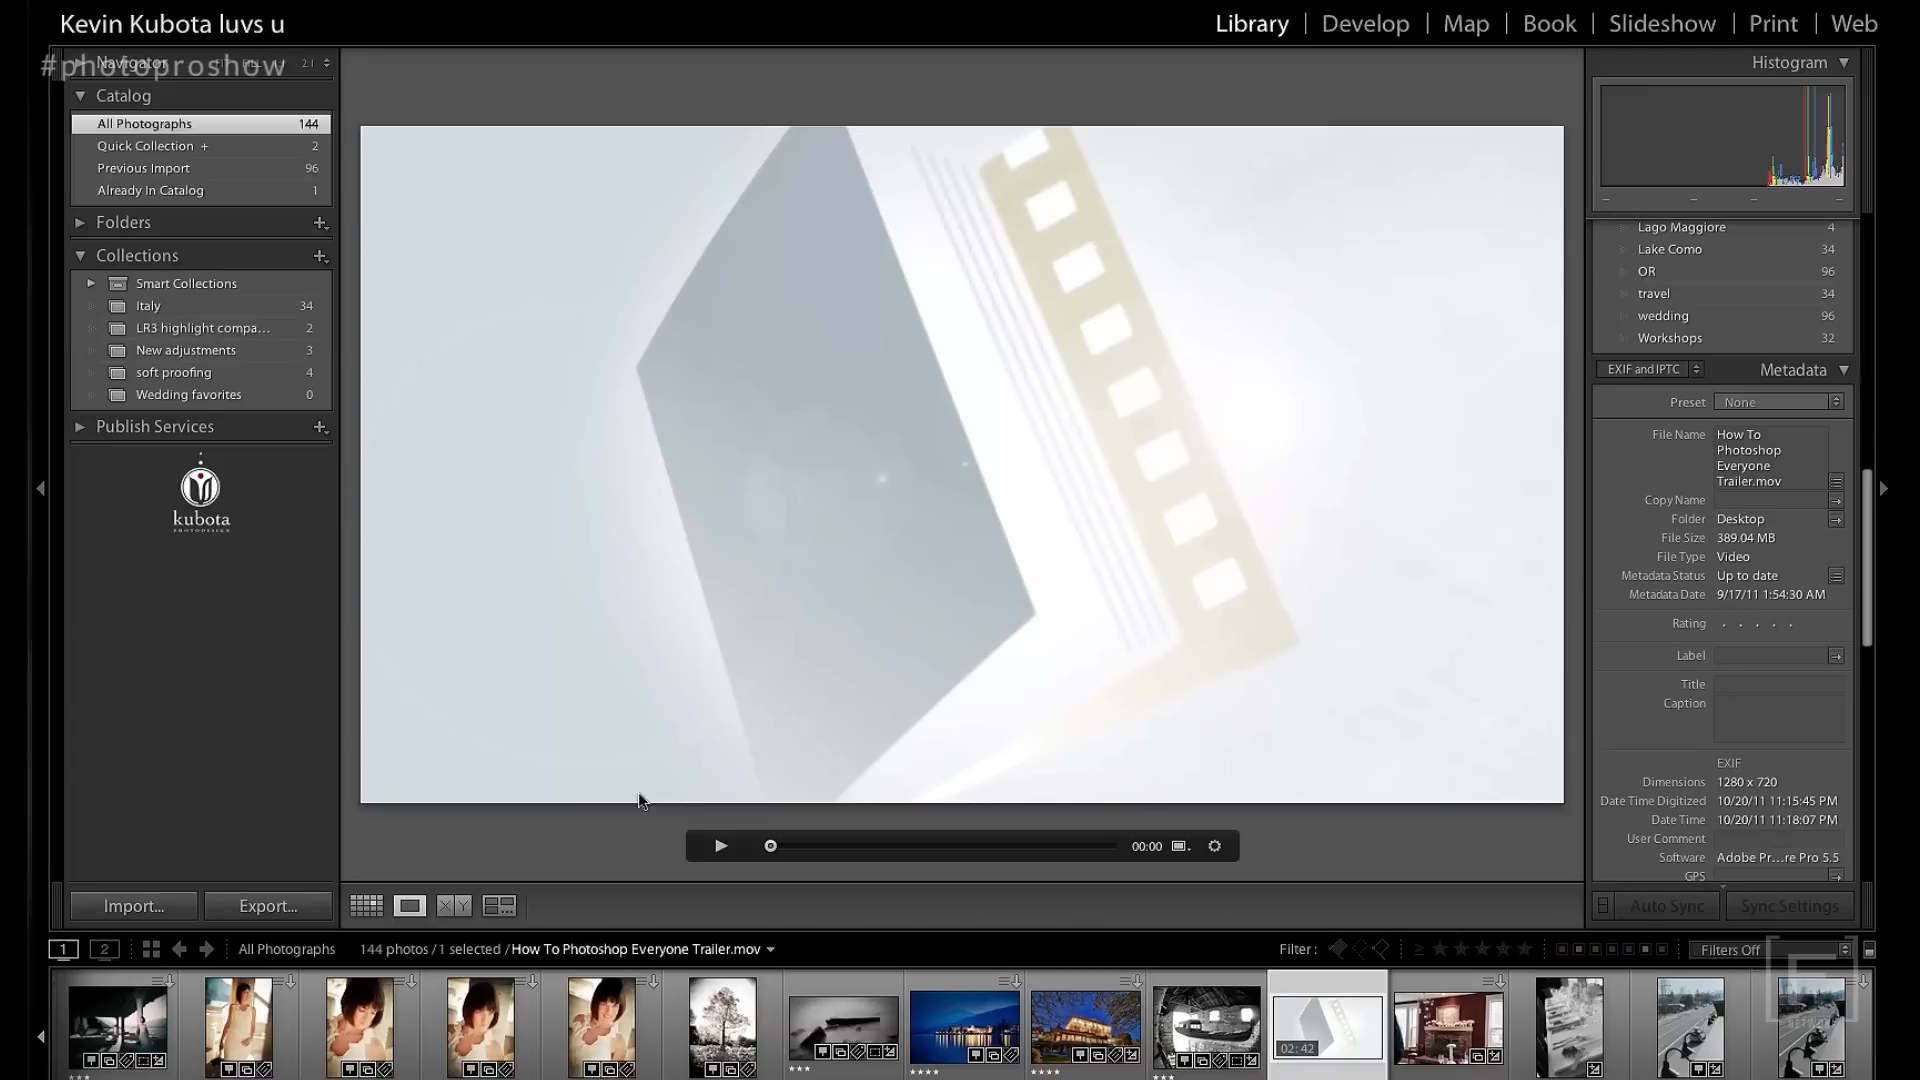 Kevin Kubota luvs u
Library | Develop | Map | Book | Slideshow | Print | Web
#photoproshow
Navigator
2:1
Histogram
Catalog
All Photographs 144
Quick Collection + 2
Previous Import 96
Already In Catalog 1
Folders
Collections
Smart Collections
Italy 34
LR3 highlight compa... 2
New adjustments 3
soft proofing 4
Wedding favorites 0
Publish Services
kubota
PHOTODESIGN
Import...
Export...
00:00
Lago Maggiore 4
Lake Como 34
OR 96
travel 34
wedding 96
Workshops 32
EXIF and IPTC
Metadata
Preset None
File Name How To
Photoshop
Everyone
Trailer.mov
Copy Name
Folder Desktop
File Size 389.04 MB
File Type Video
Metadata Status Up to date
Metadata Date 9/17/11 1:54:30 AM
Rating
Label
Title
Caption
EXIF
Dimensions 1280 x 720
Date Time Digitized 10/20/11 11:15:45 PM
Date Time 10/20/11 11:18:07 PM
User Comment
Software Adobe Pr...re Pro 5.5
GPS
Auto Sync
Sync Settings
1 2 All Photographs 144 photos / 1 selected / How To Photoshop Everyone Trailer.mov
Filter :
Filters Off
02:42
NETWORK